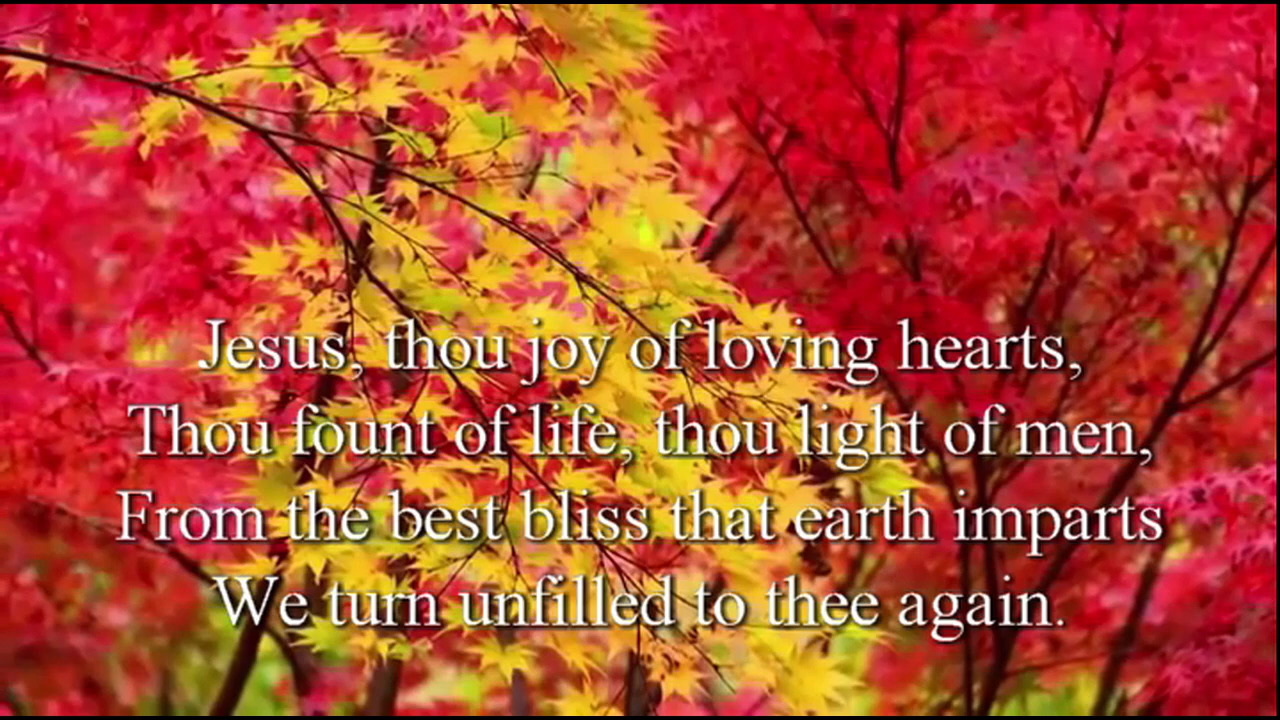 Jesus, thou joy of loving hearts,
Thou fount of life, thou light of men,
From the best bliss that earth imparts
We turn unfilled to thee again.